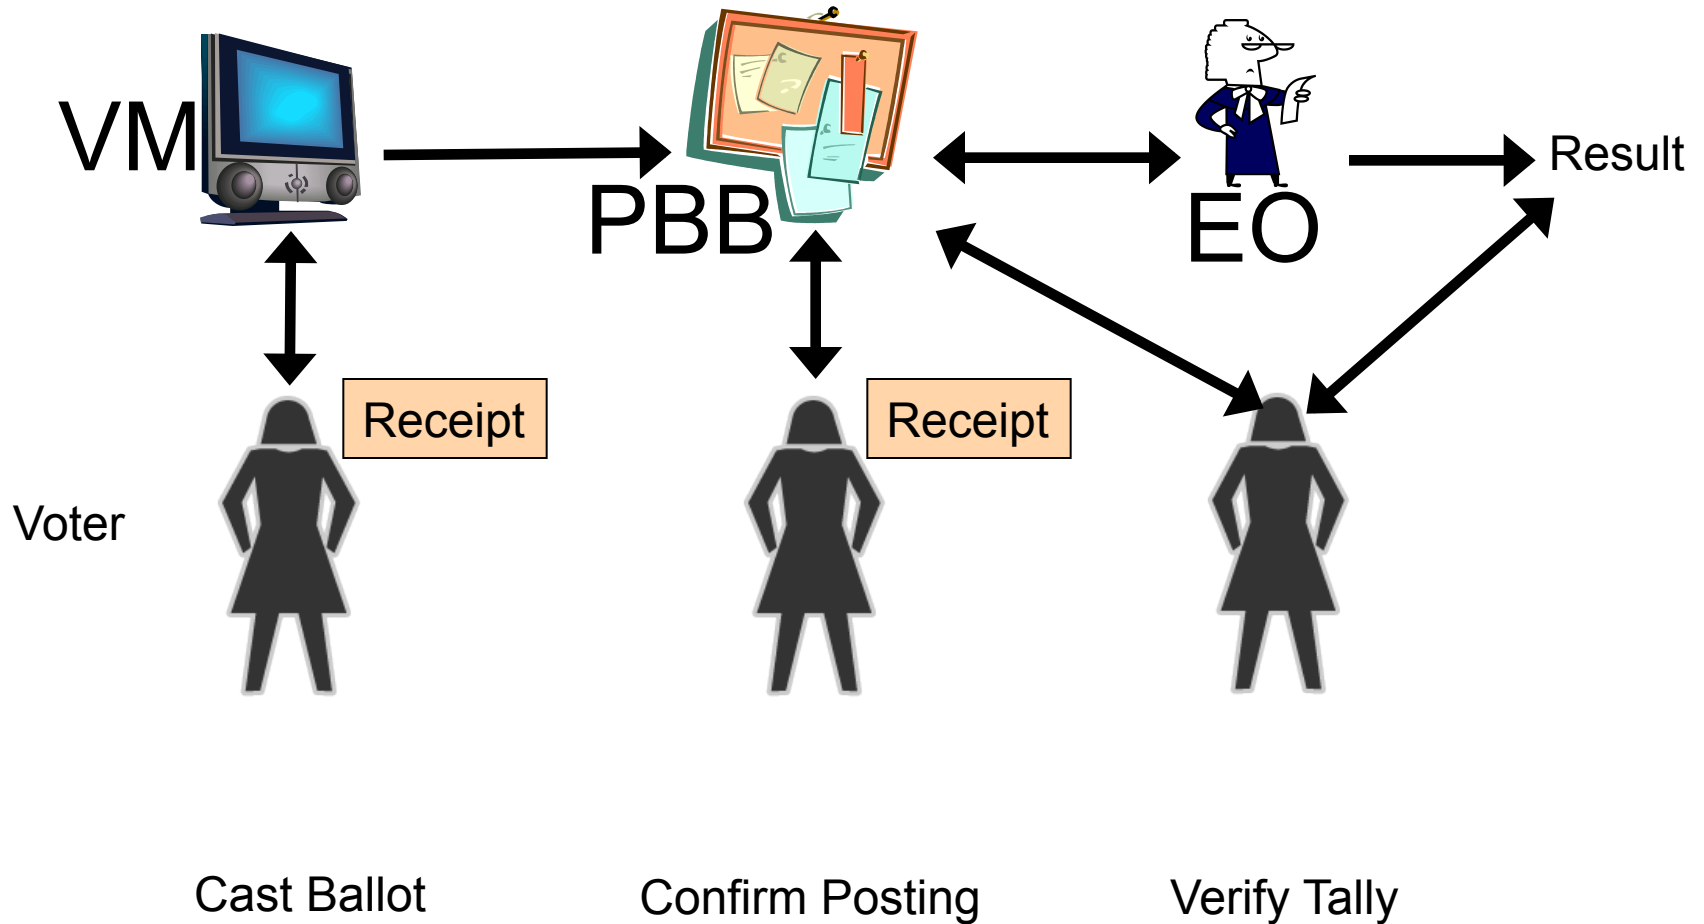 VM
PBB
EO
Result
Receipt
Receipt
Voter
Cast Ballot
Confirm Posting
Verify Tally